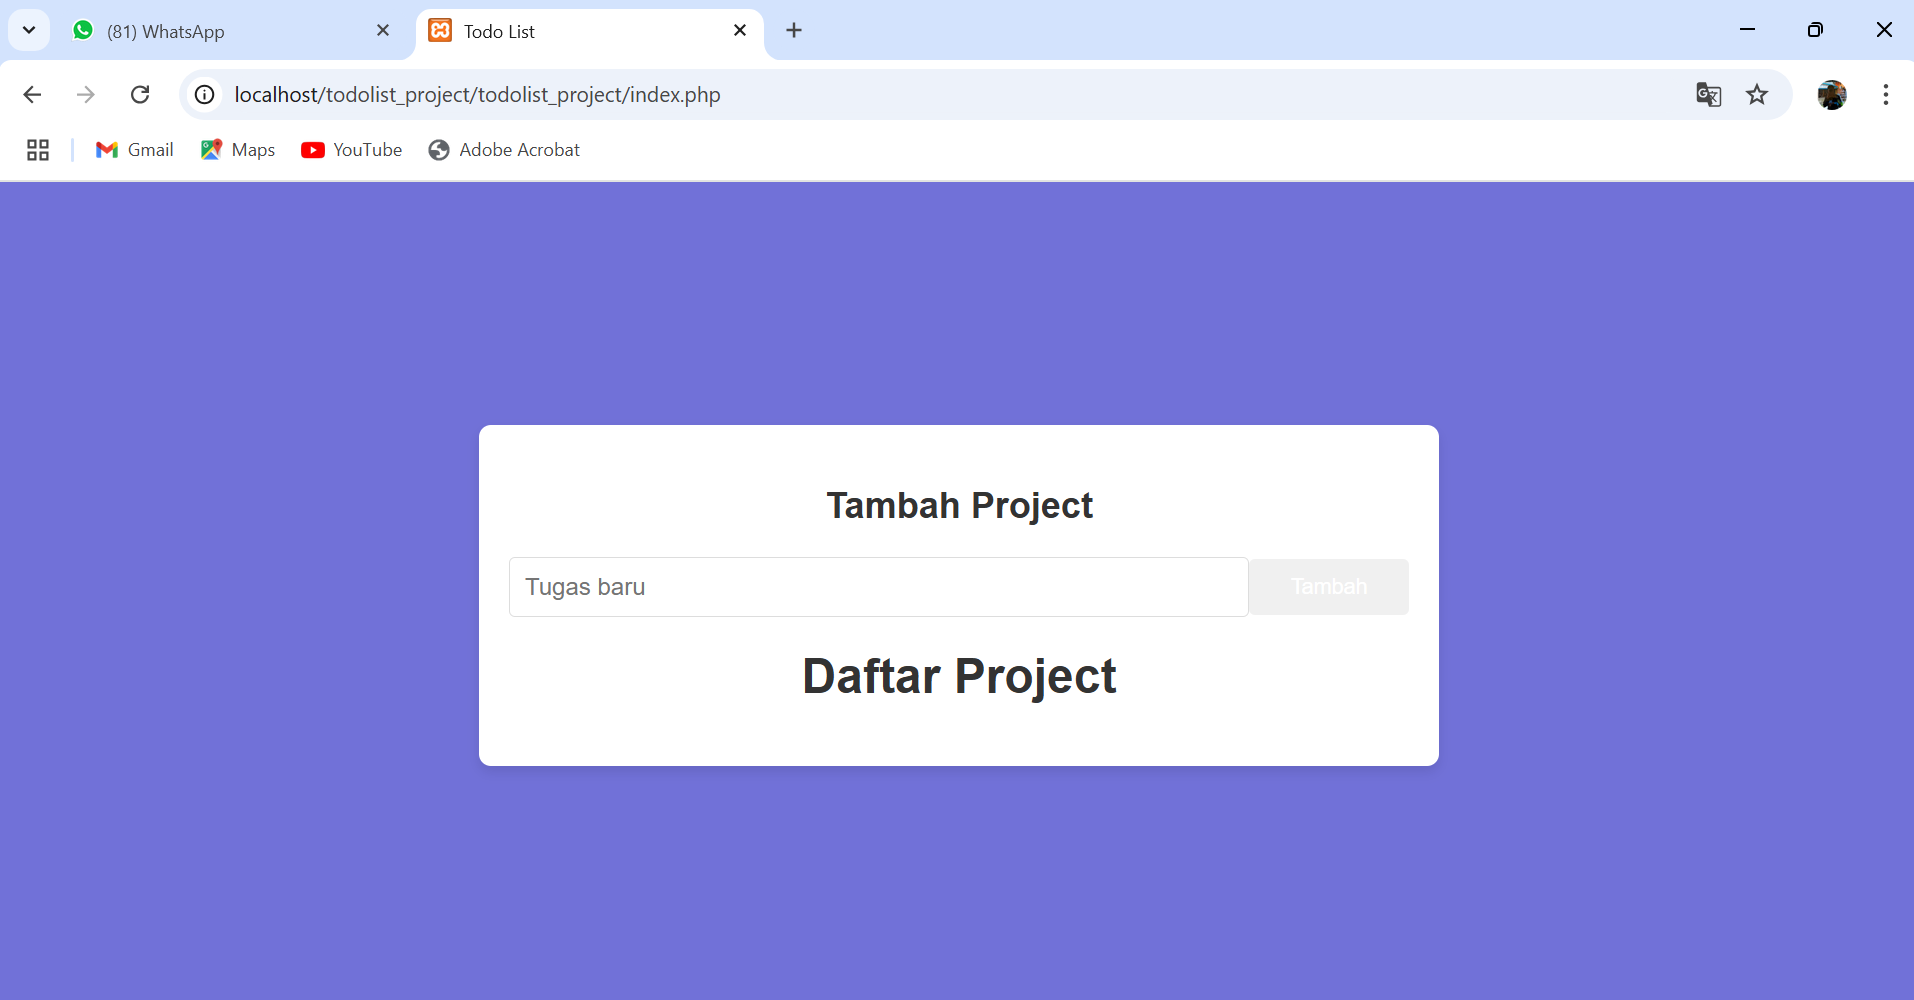 (81) WhatsApp
Todo List
localhost/todolist_project/todolist_project/index.php
Gmail
Maps
YouTube
Adobe Acrobat
Tambah Project
Tugas baru
Tambah
Daftar Project